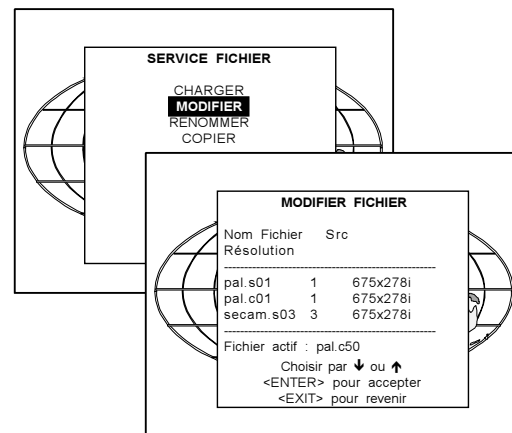 SERVICE FICHIER
CHARGER
MODIFIER
RENOMMER
COPIER
MODIFIER FICHIER
Nom Fichier Src
Résolution
pal.s01 1 675x278i
pal.c01 1 675x278i
secam.s03 3 675x278i
Fichier actif : pal.c50
Choisir par ↓ ou ↑
<ENTER> pour accepter
<EXIT> pour revenir